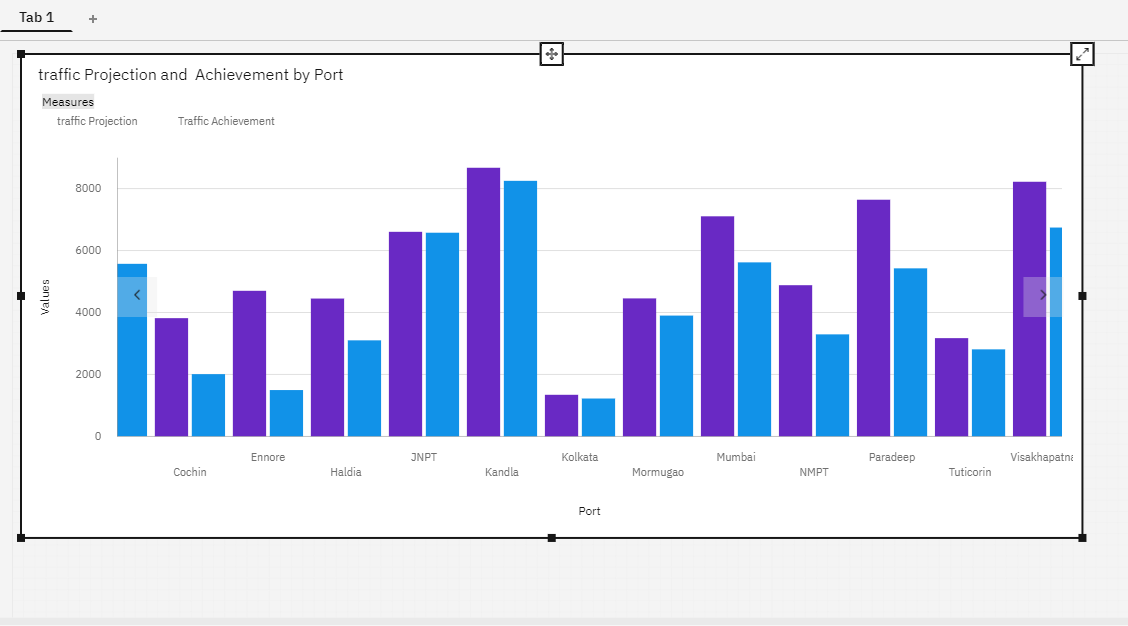 Tab 1 +
traffic Projection and  Achievement by Port
Measures
traffic Projection Traffic Achievement
8000
6000
4000
2000
0
Values
Ennore JNPT Kolkata Mumbai Paradeep Visakhapatna
Cochin Haldia Kandla Mormugao NMPT Tuticorin
Port